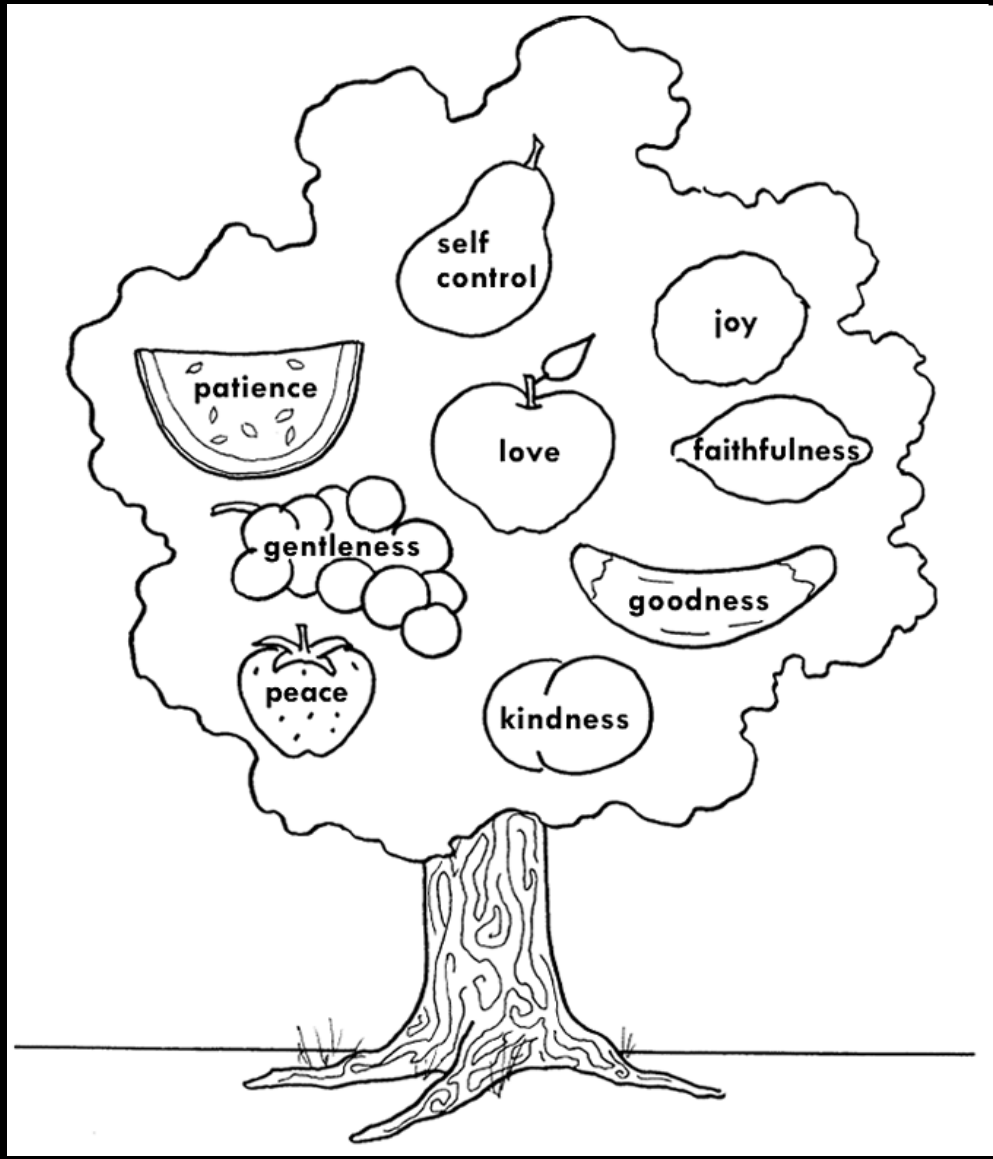 self
control
joy
patience
love
faithfulness
gentleness
goodness
peace
kindness